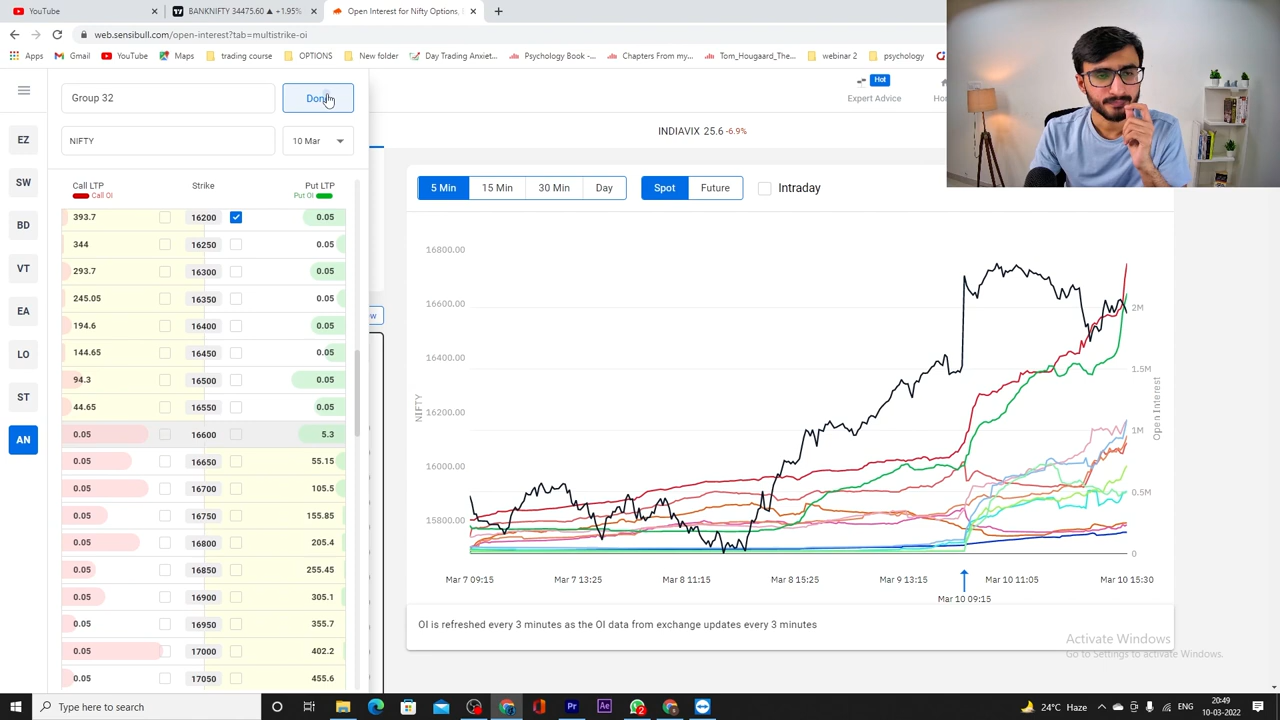 YouTube
BANKNIFTY 34475.60 ▲ +1.95%
Open Interest for Nifty Options,
web.sensibull.com/open-interest?tab=multistrike-oi
Apps
Gmail
YouTube
Maps
trading course
OPTIONS
New folder
Day Trading Anxiet...
Psychology Book -...
Chapters From my...
Tom_Hougaard_The...
webinar 2
psychology
Group 32
NIFTY
10 Mar
Hot
Expert Advice
INDIAVIX 25.6 -6.9%
EZ
SW
BD
VT
EA
LO
ST
AN
Call LTP Strike Put LTP
Call OI Put OI
393.7 16200 0.05
344 16250 0.05
293.7 16300 0.05
245.05 16350 0.05
194.6 16400 0.05
144.65 16450 0.05
94.3 16500 0.05
44.65 16550 0.05
0.05 16600 5.3
0.05 16650 55.15
0.05 16700 105.5
0.05 16750 155.85
0.05 16800 205.4
0.05 16850 255.45
0.05 16900 305.1
0.05 16950 355.7
0.05 17000 402.2
0.05 17050 455.6
5 Min 15 Min 30 Min Day Spot Future Intraday
16800.00
16600.00
16400.00
16200.00
16000.00
15800.00
NIFTY
2M
1.5M
1M
0.5M
0
Open Interest
Mar 7 09:15 Mar 7 13:25 Mar 8 11:15 Mar 8 15:25 Mar 9 13:15 Mar 10 11:05 Mar 10 15:30
Mar 10 09:15
OI is refreshed every 3 minutes as the OI data from exchange updates every 3 minutes
Activate Windows
Go to Settings to activate Windows.
Type here to search
2
24°C Haze
ENG
20:49
10-03-2022